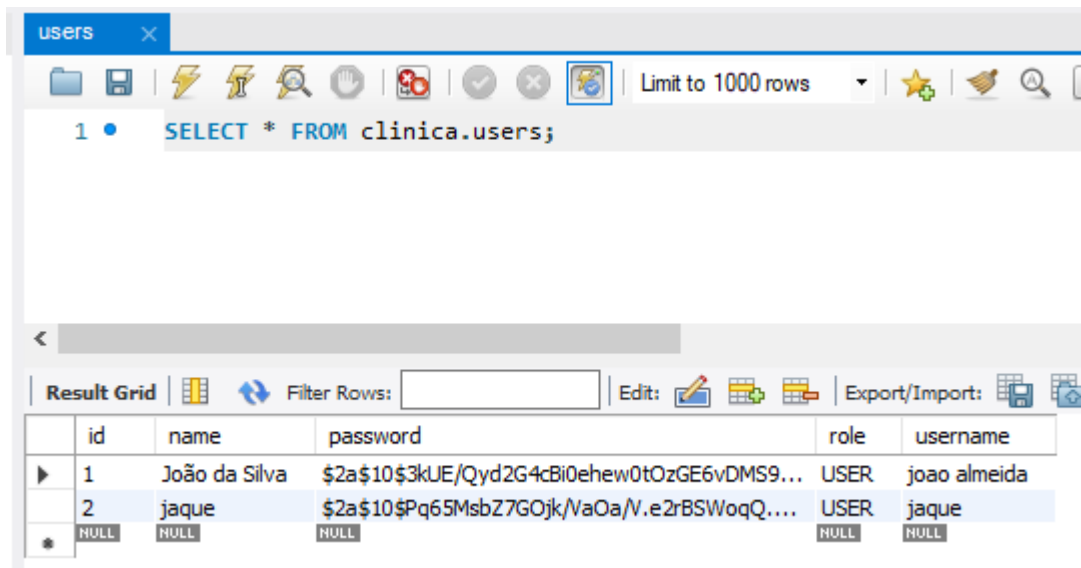 users
Limit to 1000 rows
1 SELECT * FROM clinica.users;
Result Grid Filter Rows: Edit: Export/Import:
id name password role username
1 João da Silva $2a$10$3kUE/Qyd2G4cBi0ehew0tOzGE6vDMS9... USER joao almeida
2 jaque $2a$10$Pq65MsbZ7GOjk/VaOa/V.e2rBSWoqQ.... USER jaque
NULL NULL NULL NULL NULL